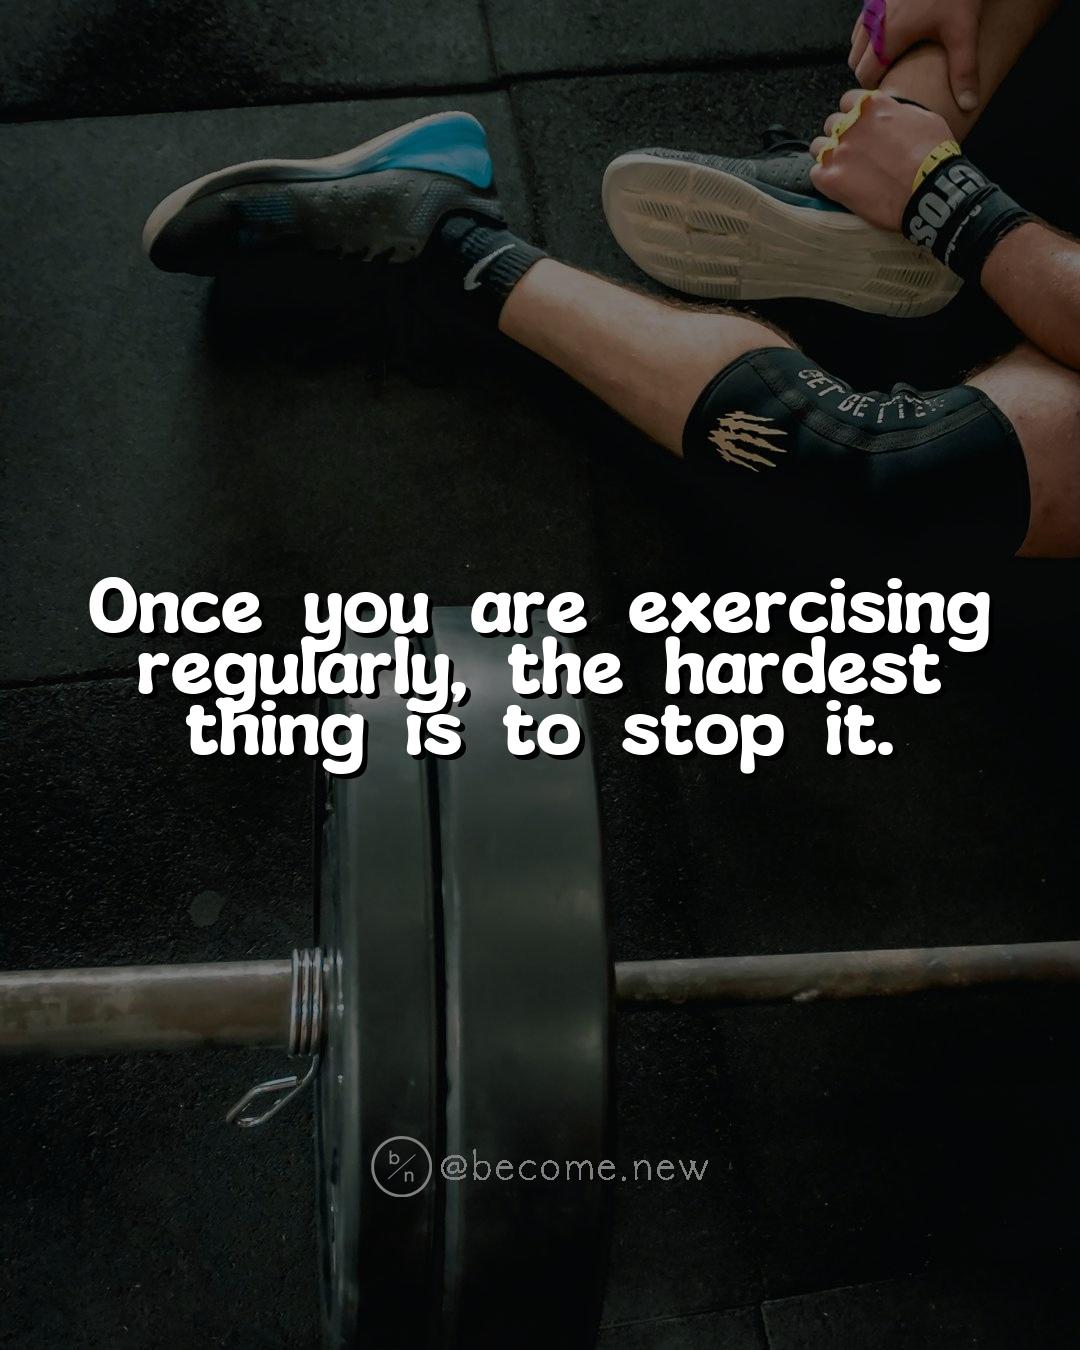 GET BETTER
Once you are exercising
regularly, the hardest
thing is to stop it.
b/n @become.new